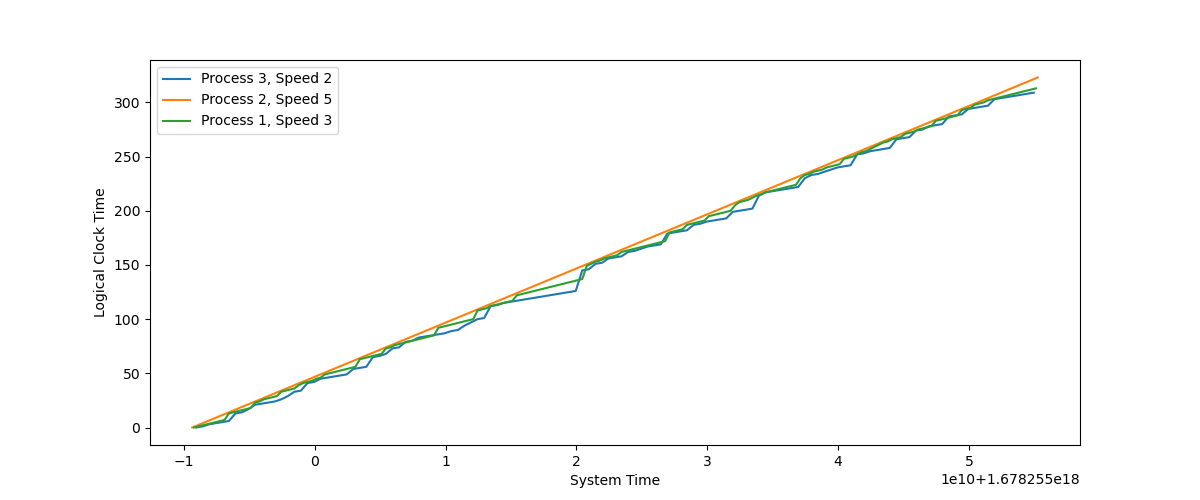 Process 3, Speed 2
Process 2, Speed 5
Process 1, Speed 3
Logical Clock Time
300
250
200
150
100
50
0
−1
0
1
2
3
4
5
System Time
1e10+1.678255e18